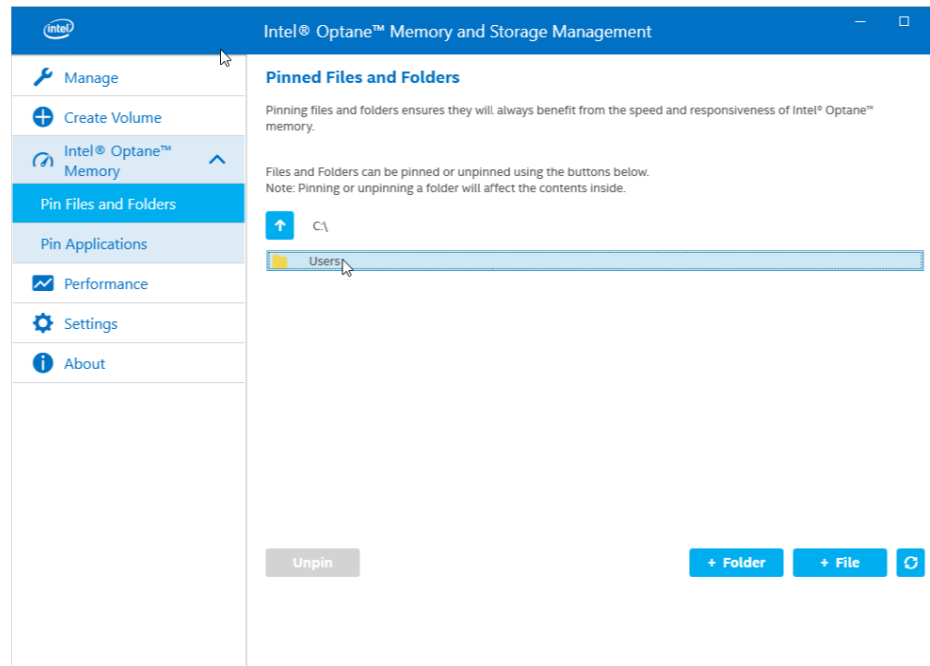 intel
Intel® Optane™ Memory and Storage Management
Manage
Create Volume
Intel® Optane™
Memory
Pin Files and Folders
Pin Applications
Performance
Settings
About
Pinned Files and Folders
Pinning files and folders ensures they will always benefit from the speed and responsiveness of Intel® Optane™
memory.
Files and Folders can be pinned or unpinned using the buttons below.
Note: Pinning or unpinning a folder will affect the contents inside.
C:\
Users
Unpin
+ Folder
+ File